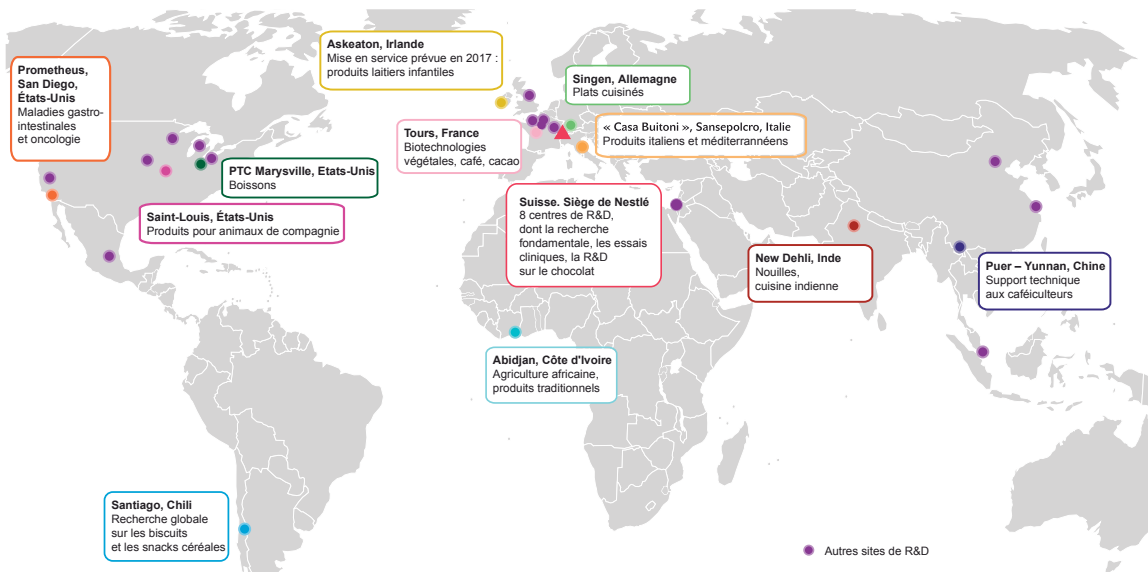 Askeaton, Irlande
Mise en service prévue en 2017 :
produits laitiers infantiles
Prometheus,
San Diego,
États-Unis
Maladies gastro-
intestinales
et oncologie
Singen, Allemagne
Plats cuisinés
« Casa Buitoni », Sansepolcro, Italie
Produits italiens et méditerrannéens
Tours, France
Biotechnologies
végétales, café, cacao
PTC Marysville, Etats-Unis
Boissons
Saint-Louis, États-Unis
Produits pour animaux de compagnie
Suisse. Siège de Nestlé
8 centres de R&D,
dont la recherche
fondamentale, les essais
cliniques, la R&D
sur le chocolat
New Dehli, Inde
Nouilles,
cuisine indienne
Puer – Yunnan, Chine
Support technique
aux caféiculteurs
Abidjan, Côte d'Ivoire
Agriculture africaine,
produits traditionnels
Santiago, Chili
Recherche globale
sur les biscuits
et les snacks céréales
Autres sites de R&D